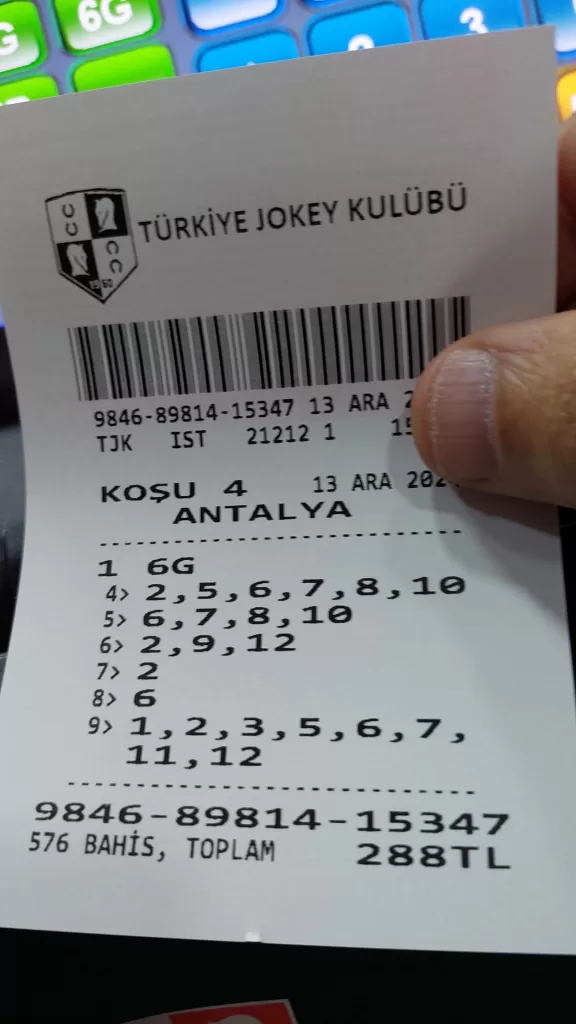 6G
3
TÜRKİYE JOKEY KULÜBÜ
1950
9846-89814-15347 13 ARA
TJK IST 21212 1
KOŞU 4 13 ARA
ANTALYA
1 6G
4> 2,5,6,7,8,10
5> 6,7,8,10
6> 2,9,12
7> 2
8> 6
9> 1,2,3,5,6,7,
11,12
9846-89814-15347
576 BAHİS, TOPLAM 288TL